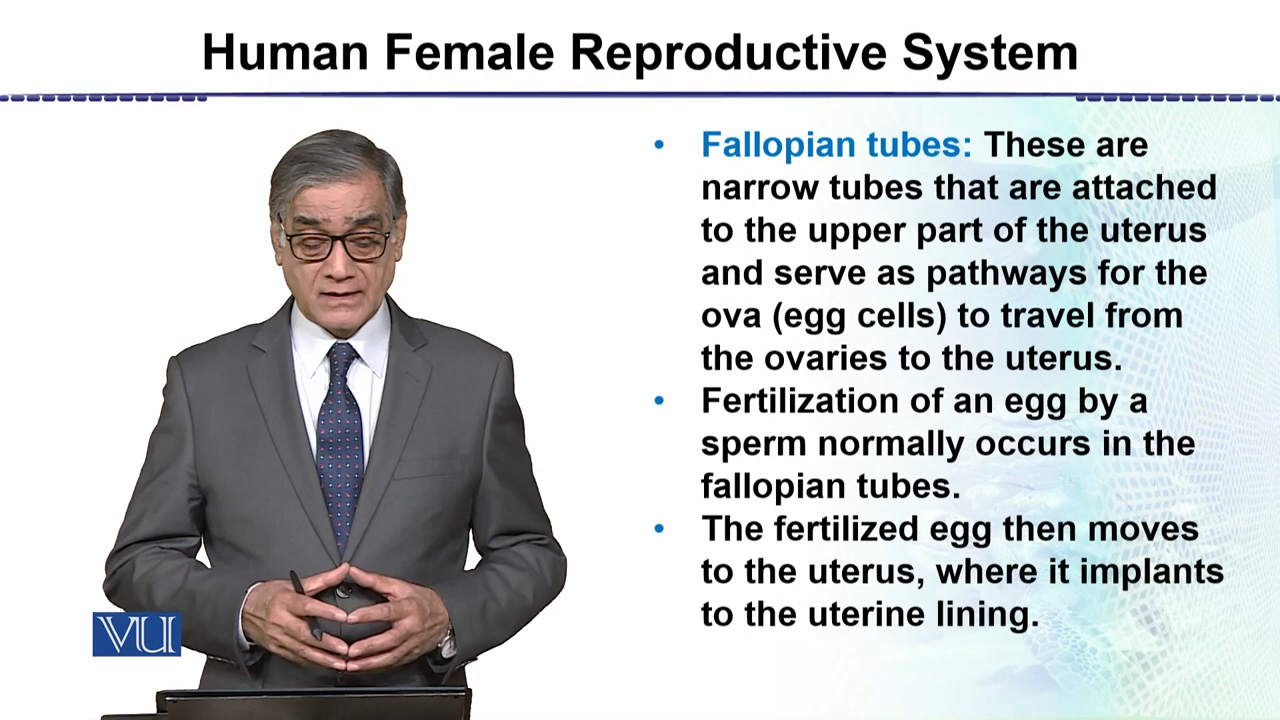 Human Female Reproductive System
• Fallopian tubes: These are
narrow tubes that are attached
to the upper part of the uterus
and serve as pathways for the
ova (egg cells) to travel from
the ovaries to the uterus.
• Fertilization of an egg by a
sperm normally occurs in the
fallopian tubes.
• The fertilized egg then moves
to the uterus, where it implants
to the uterine lining.
VU